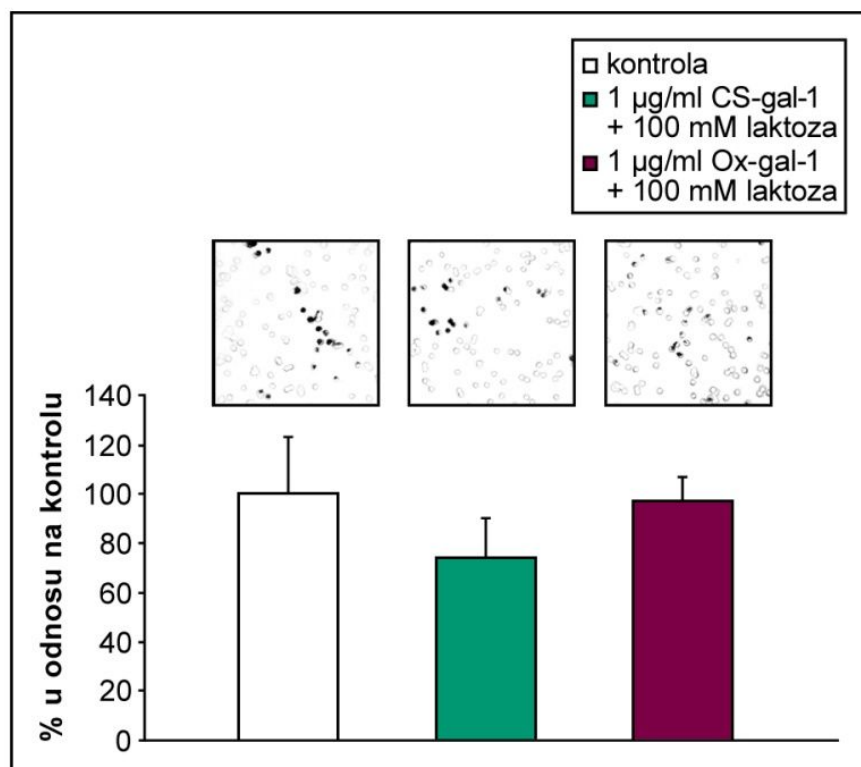 kontrola
1 µg/ml CS-gal-1
+ 100 mM laktoza
1 µg/ml Ox-gal-1
+ 100 mM laktoza
% u odnosu na kontrolu
140
120
100
80
60
40
20
0